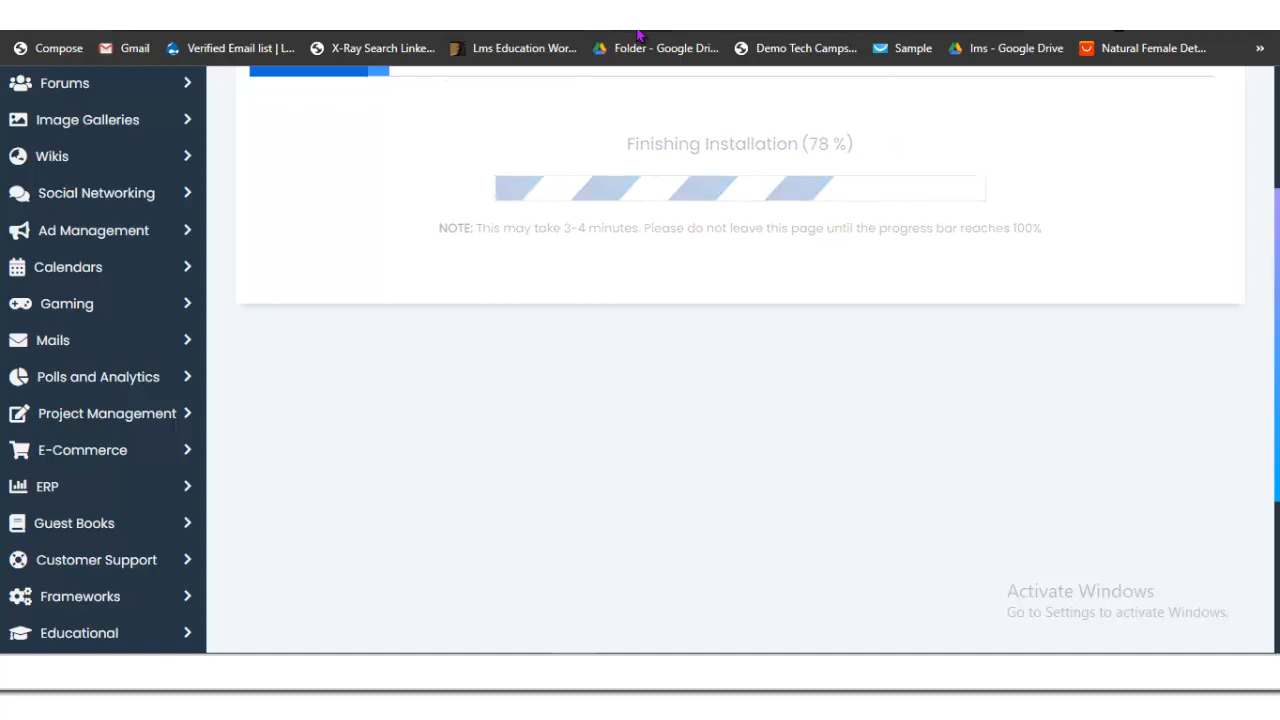 Compose Gmail Verified Email list | L... X-Ray Search Linke... Lms Education Wor... Folder - Google Dri... Demo Tech Camps... Sample lms - Google Drive Natural Female Det... »
Forums
Image Galleries
Wikis
Social Networking
Ad Management
Calendars
Gaming
Mails
Polls and Analytics
Project Management
E-Commerce
ERP
Guest Books
Customer Support
Frameworks
Educational
Finishing Installation (78 %)
NOTE: This may take 3-4 minutes. Please do not leave this page until the progress bar reaches 100%
Activate Windows
Go to Settings to activate Windows.